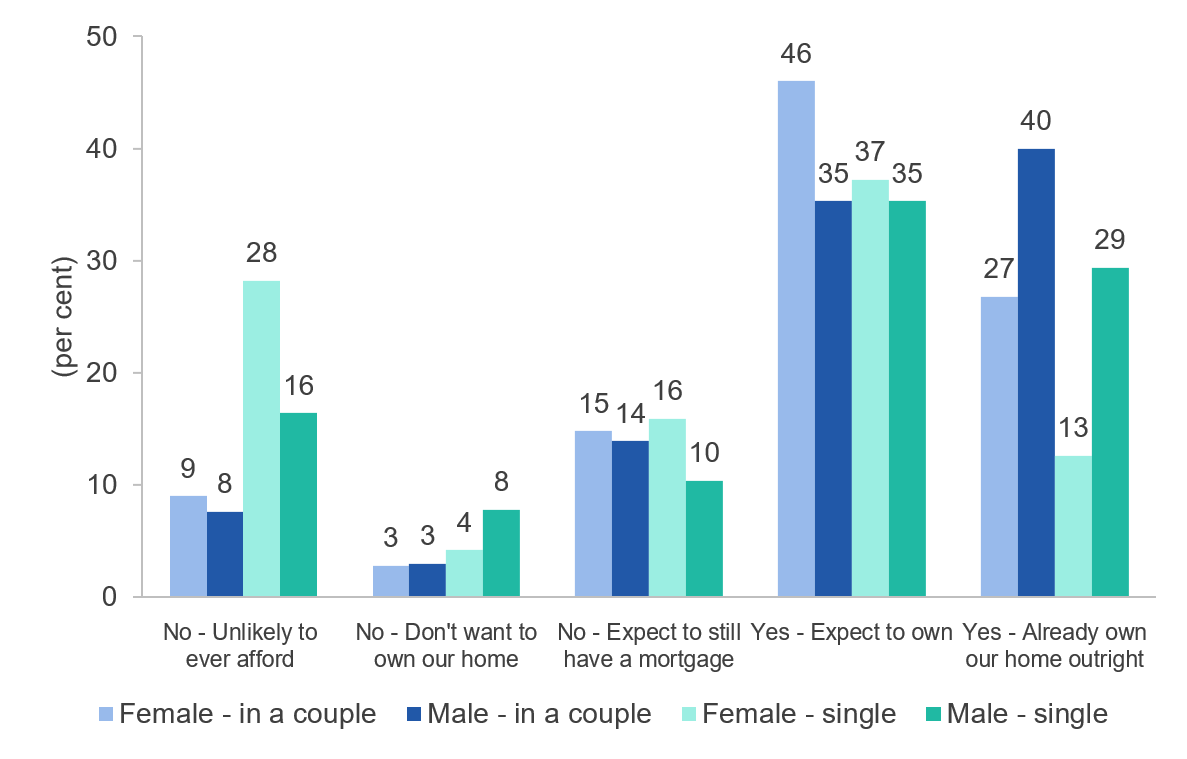 50
40
30
20
10
0
(per cent)
9
8
28
16
3
3
4
8
15
14
16
10
46
35
37
35
27
40
13
29
No - Unlikely to
ever afford
No - Don't want to
own our home
No - Expect to still
have a mortgage
Yes - Expect to own
Yes - Already own
our home outright
Female - in a couple
Male - in a couple
Female - single
Male - single